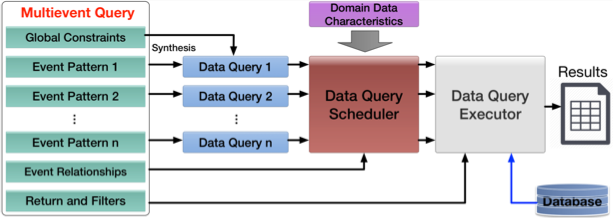 Multievent Query
Domain Data
Characteristics
Global Constraints
Synthesis
Event Pattern 1
Data Query 1
Event Pattern 2
Data Query 2
⋮
⋮
Event Pattern n
Data Query n
Data Query
Scheduler
Data Query
Executor
Results
Event Relationships
Return and Filters
Database